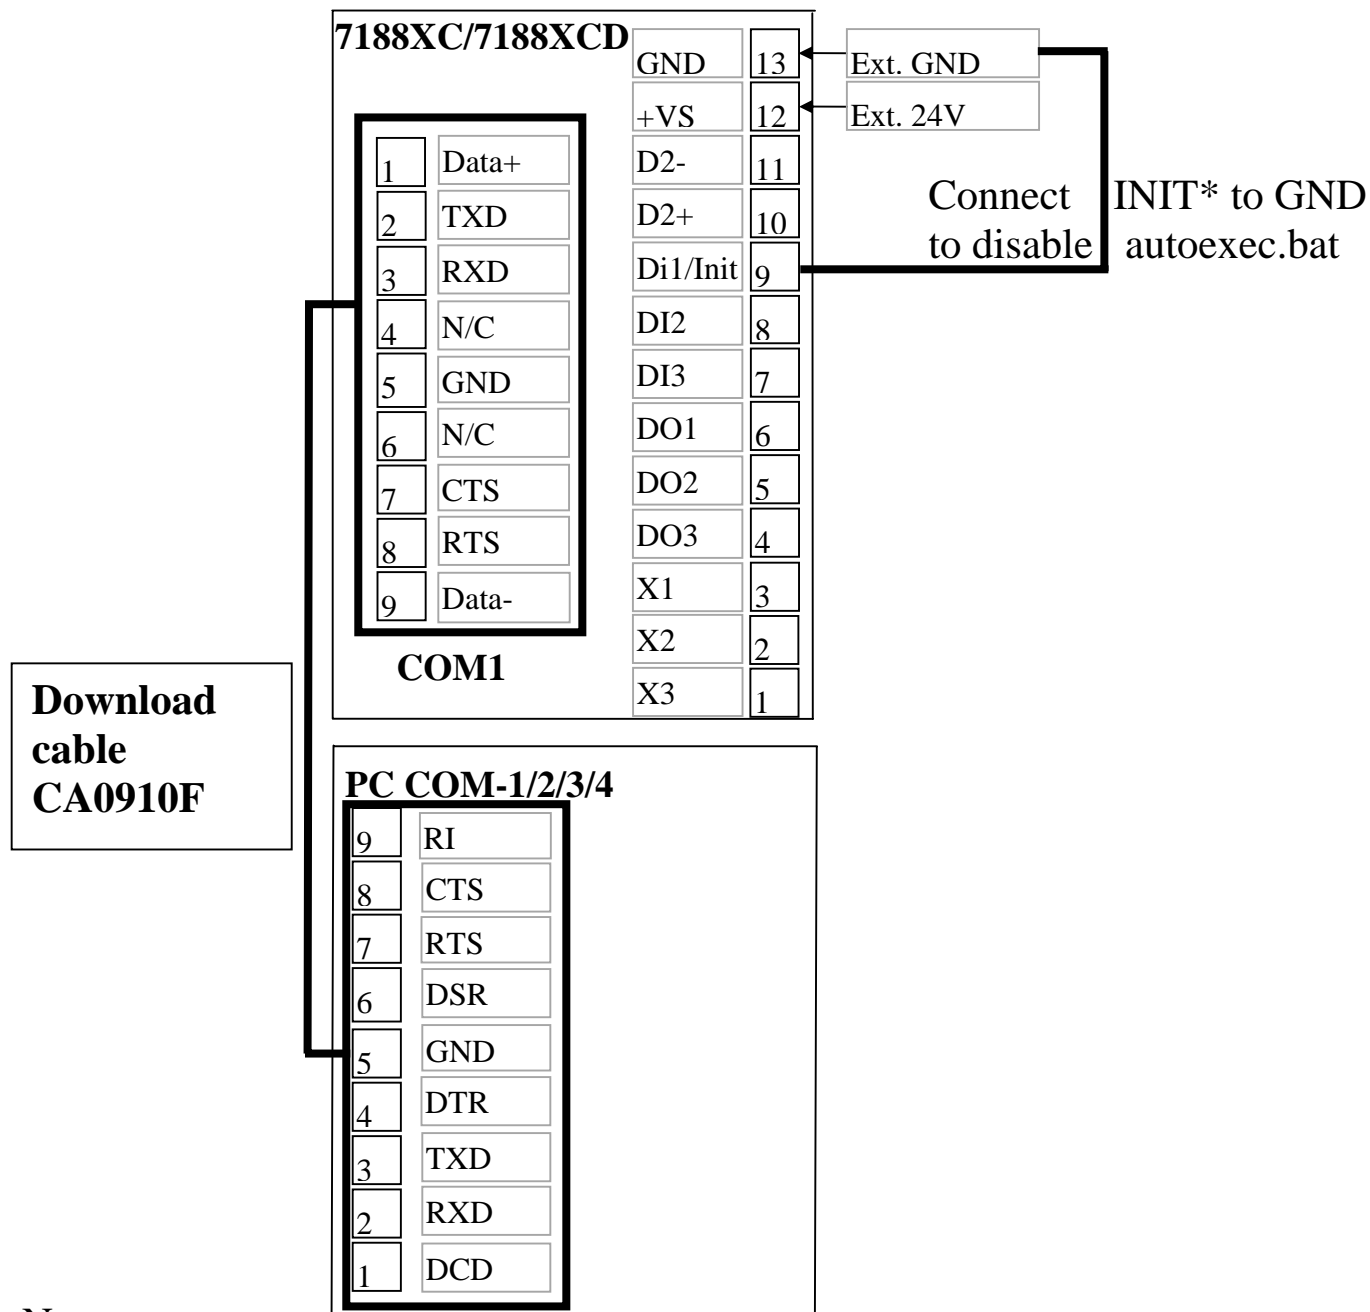 7188XC/7188XCD
1 Data+
2 TXD
3 RXD
4 N/C
5 GND
6 N/C
7 CTS
8 RTS
9 Data-
COM1
GND 13 Ext. GND
+VS 12 Ext. 24V
D2- 11
D2+ 10
Di1/Init 9
DI2 8
DI3 7
DO1 6
DO2 5
DO3 4
X1 3
X2 2
X3 1
Connect INIT* to GND
to disable autoexec.bat
Download
cable
CA0910F
PC COM-1/2/3/4
9 RI
8 CTS
7 RTS
6 DSR
5 GND
4 DTR
3 TXD
2 RXD
1 DCD